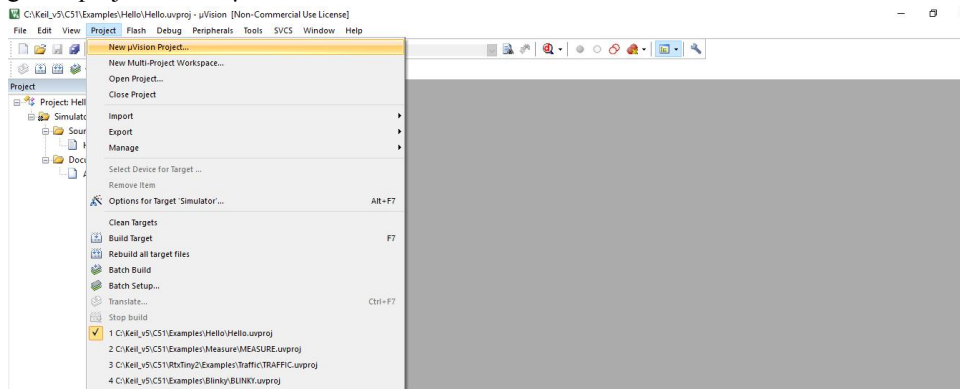 C:\Keil_v5\C51\Examples\Hello\Hello.uvproj - µVision [Non-Commercial Use License]
File Edit View Project Flash Debug Peripherals Tools SVCS Window Help
New µVision Project...
New Multi-Project Workspace...
Open Project...
Close Project
Import
Export
Manage
Select Device for Target ...
Remove Item
Options for Target 'Simulator'... Alt+F7
Clean Targets
Build Target F7
Rebuild all target files
Batch Build
Batch Setup...
Translate... Ctrl+F7
Stop build
1 C:\Keil_v5\C51\Examples\Hello\Hello.uvproj
2 C:\Keil_v5\C51\Examples\Measure\MEASURE.uvproj
3 C:\Keil_v5\C51\RtxTiny2\Examples\Traffic\TRAFFIC.uvproj
4 C:\Keil_v5\C51\Examples\Blinky\BLINKY.uvproj
Project
Project: Hell
Simulato
Sour
Docu